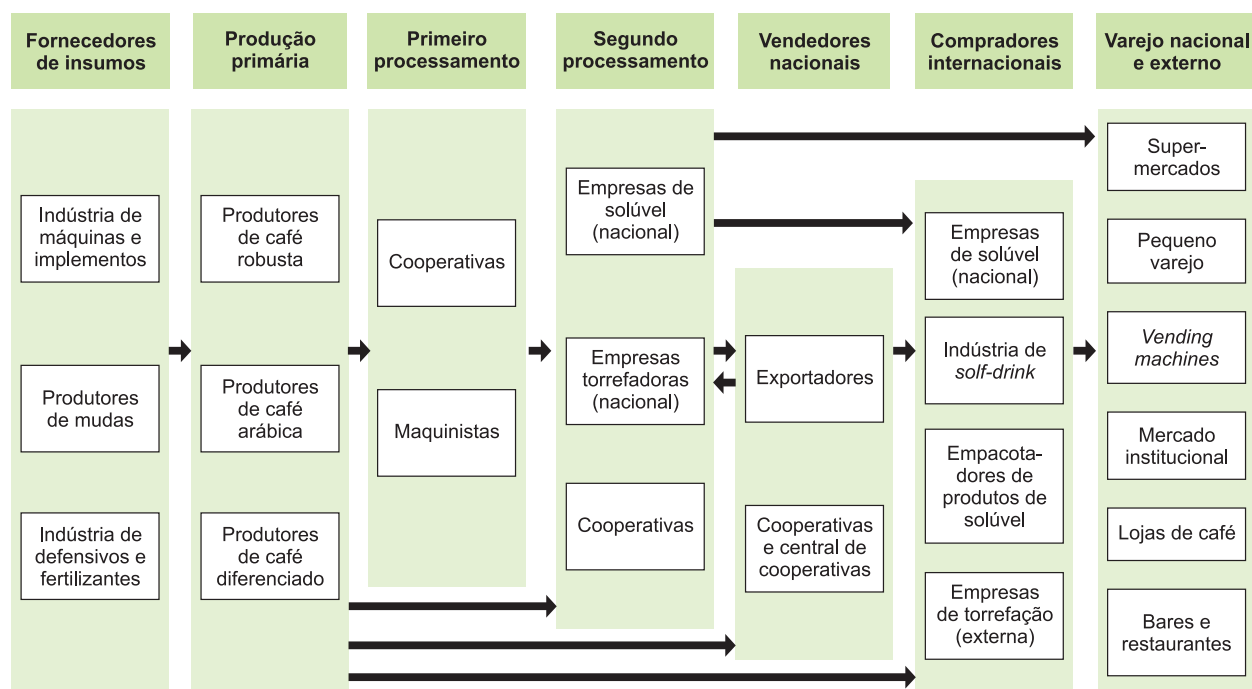 Fornecedores
de insumos
Produção
primária
Primeiro
processamento
Segundo
processamento
Vendedores
nacionais
Compradores
internacionais
Varejo nacional
e externo
Indústria de
máquinas e
implementos
Produtores
de mudas
Indústria de
defensivos e
fertilizantes
Produtores
de café
robusta
Produtores
de café
arábica
Produtores
de café
diferenciado
Cooperativas
Maquinistas
Empresas de
solúvel
(nacional)
Empresas
torrefadoras
(nacional)
Cooperativas
Exportadores
Cooperativas
e central de
cooperativas
Empresas
de solúvel
(nacional)
Indústria de
solf-drink
Empacota-
dores de
produtos de
solúvel
Empresas
de torrefação
(externa)
Super-
mercados
Pequeno
varejo
Vending
machines
Mercado
institucional
Lojas de café
Bares e
restaurantes